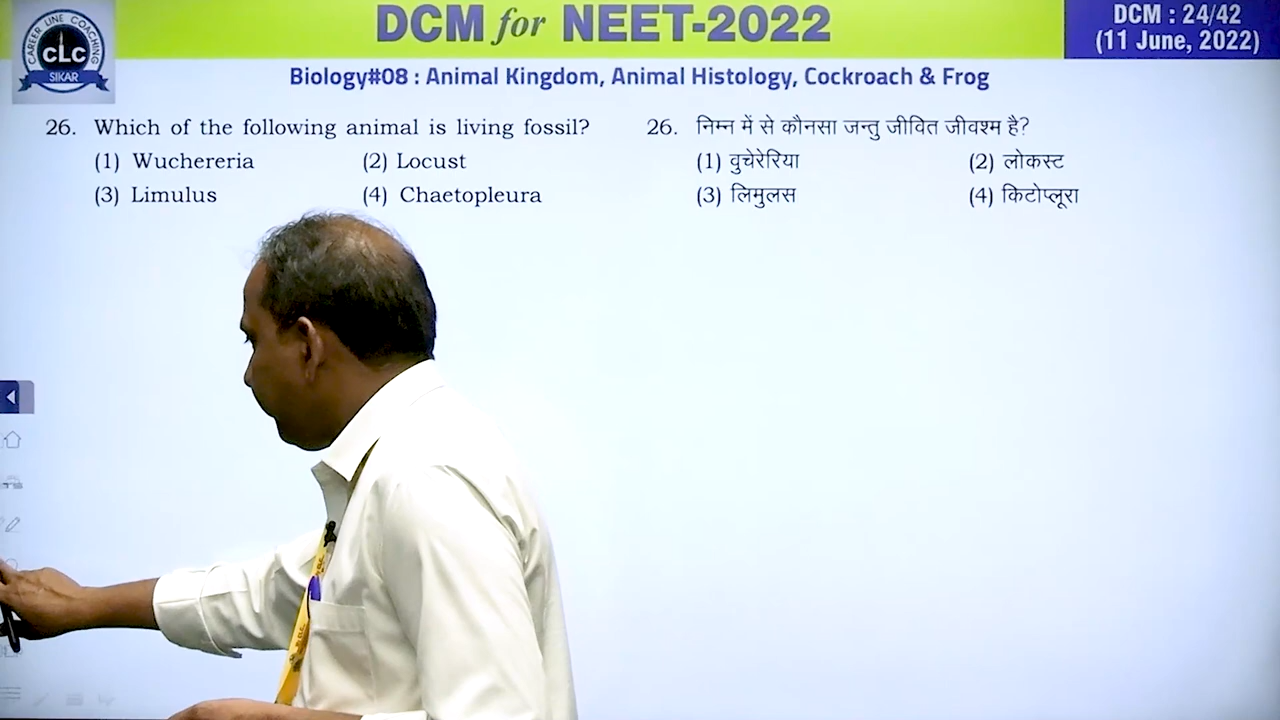 DCM for NEET-2022
DCM : 24/42
(11 June, 2022)
CAREER LINE COACHING
CLC
SIKAR
Biology#08 : Animal Kingdom, Animal Histology, Cockroach & Frog
26. Which of the following animal is living fossil?
(1) Wuchereria (2) Locust
(3) Limulus (4) Chaetopleura
26. निम्न में से कौनसा जन्तु जीवित जीवश्म है?
(1) वुचेरेरिया (2) लोकस्ट
(3) लिमुलस (4) किटोप्लूरा